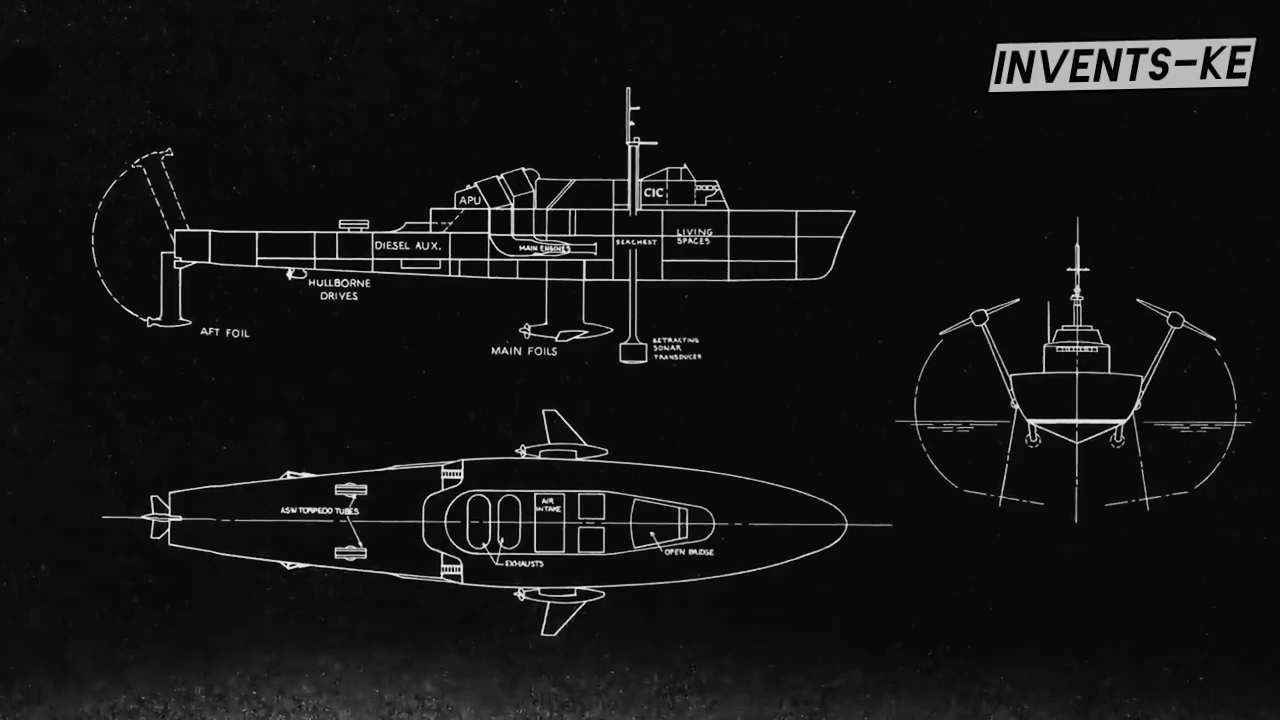 INVENTS-KE
APU
CIC
DIESEL AUX.
MAIN ENGINES
SEACHEST
LIVING
SPACES
HULLBORNE
DRIVES
AFT FOIL
MAIN FOILS
RETRACTING
SONAR
TRANSDUCER
AIR
INTAKE
ASW TORPEDO TUBES
OPEN BRIDGE
EXHAUSTS